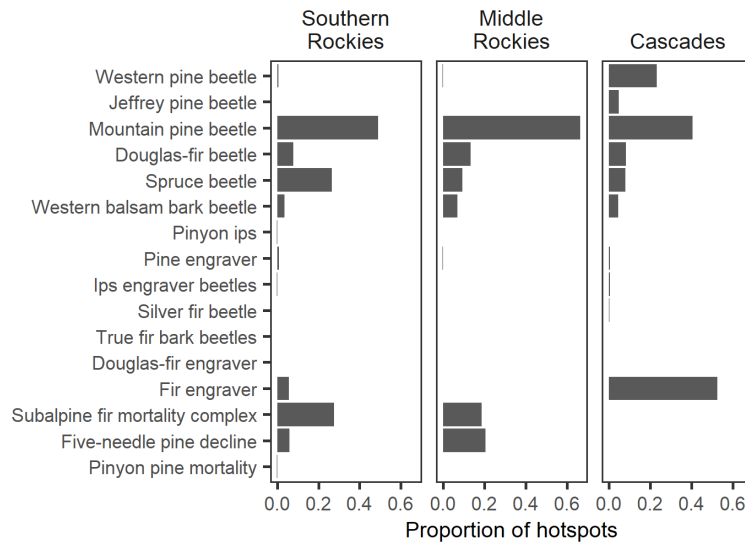 Southern
Rockies
Middle
Rockies
Cascades
Western pine beetle
Jeffrey pine beetle
Mountain pine beetle
Douglas-fir beetle
Spruce beetle
Western balsam bark beetle
Pinyon ips
Pine engraver
Ips engraver beetles
Silver fir beetle
True fir bark beetles
Douglas-fir engraver
Fir engraver
Subalpine fir mortality complex
Five-needle pine decline
Pinyon pine mortality
0.0 0.2 0.4 0.6 0.0 0.2 0.4 0.6 0.0 0.2 0.4 0.6
Proportion of hotspots